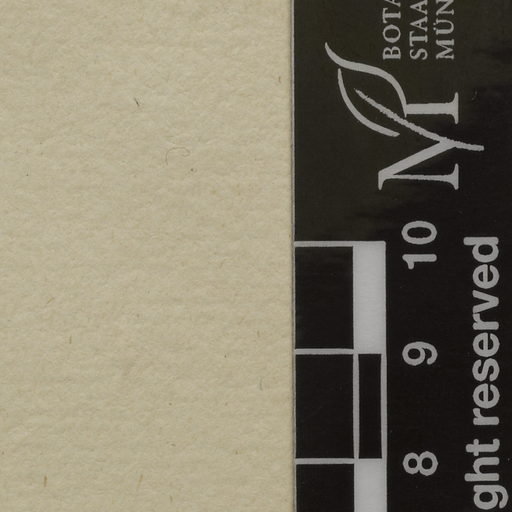 BOTA
STAA
MÜN
M
10
9
8
ght reserved